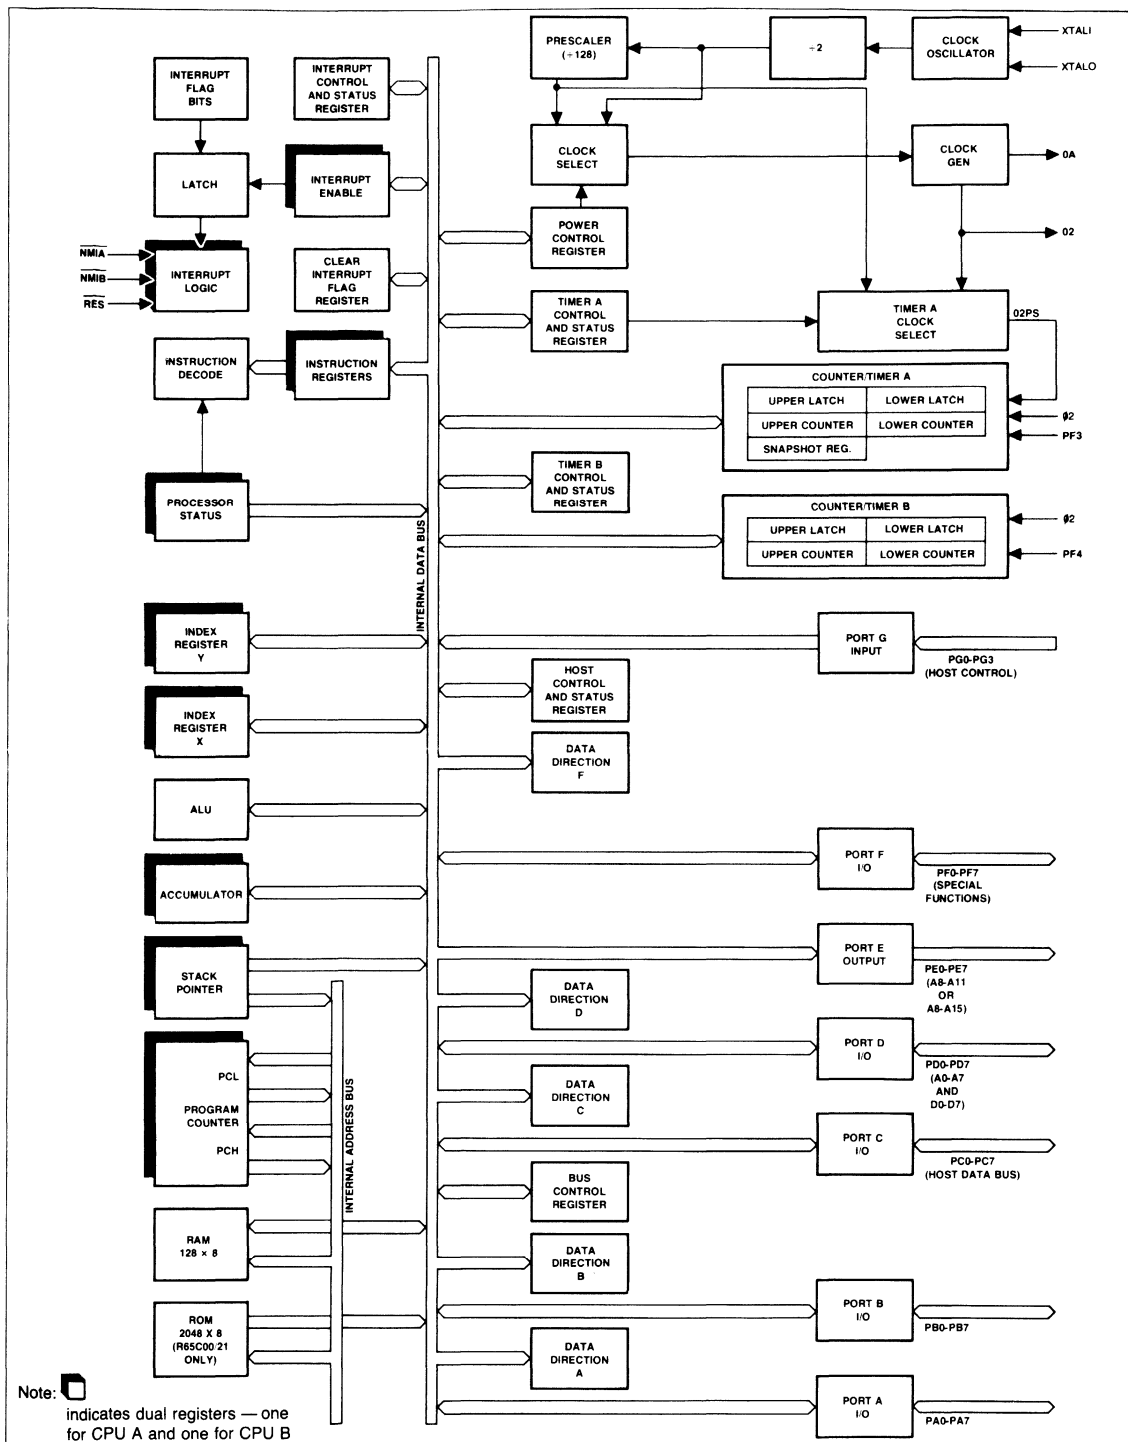 PRESCALER
(÷128)
÷2
CLOCK
OSCILLATOR
XTALI
XTALO
INTERRUPT
FLAG
BITS
INTERRUPT CONTROL
AND STATUS
REGISTER
CLOCK
SELECT
CLOCK
GEN
0A
LATCH
INTERRUPT
ENABLE
POWER
CONTROL
REGISTER
02
NMIA
NMIB
RES
INTERRUPT
LOGIC
CLEAR
INTERRUPT
FLAG
REGISTER
TIMER A
CONTROL
AND STATUS
REGISTER
TIMER A
CLOCK
SELECT
02PS
INSTRUCTION
DECODE
INSTRUCTION
REGISTERS
COUNTER/TIMER A
UPPER LATCH
LOWER LATCH
UPPER COUNTER
LOWER COUNTER
SNAPSHOT REG.
ø2
PF3
TIMER B
CONTROL
AND STATUS
REGISTER
PROCESSOR
STATUS
COUNTER/TIMER B
UPPER LATCH
LOWER LATCH
UPPER COUNTER
LOWER COUNTER
ø2
PF4
INTERNAL DATA BUS
INDEX
REGISTER
Y
PORT G
INPUT
PG0-PG3
(HOST CONTROL)
HOST
CONTROL
AND STATUS
REGISTER
INDEX
REGISTER
X
DATA
DIRECTION
F
ALU
PORT F
I/O
PF0-PF7
(SPECIAL
FUNCTIONS)
ACCUMULATOR
STACK
POINTER
PORT E
OUTPUT
PE0-PE7
(A8-A11
OR
A8-A15)
DATA
DIRECTION
D
PCL
PROGRAM
COUNTER
PCH
INTERNAL ADDRESS BUS
PORT D
I/O
PD0-PD7
(A0-A7
AND
D0-D7)
DATA
DIRECTION
C
PORT C
I/O
PC0-PC7
(HOST DATA BUS)
BUS
CONTROL
REGISTER
RAM
128 × 8
DATA
DIRECTION
B
ROM
2048 X 8
(R65C00/21
ONLY)
PORT B
I/O
PB0-PB7
DATA
DIRECTION
A
PORT A
I/O
PA0-PA7
Note:
indicates dual registers — one
for CPU A and one for CPU B